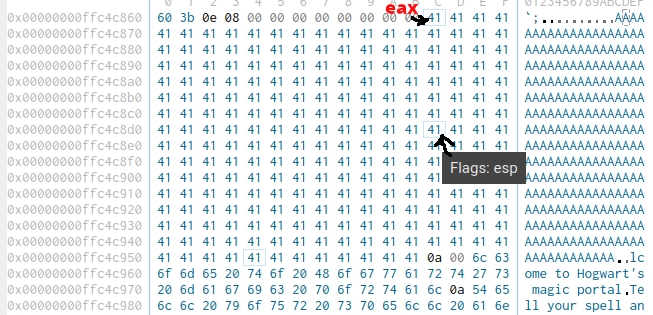 0 1 2 3 4 5 6 7 8 9 C D E F 0123456789ABCDEF
eax
0x00000000ffc4c860 60 3b 0e 08 00 00 00 00 00 00 00 41 41 41 41 `;..........AAAA
0x00000000ffc4c870 41 41 41 41 41 41 41 41 41 41 41 41 41 41 41 41 AAAAAAAAAAAAAAAA
0x00000000ffc4c880 41 41 41 41 41 41 41 41 41 41 41 41 41 41 41 41 AAAAAAAAAAAAAAAA
0x00000000ffc4c890 41 41 41 41 41 41 41 41 41 41 41 41 41 41 41 41 AAAAAAAAAAAAAAAA
0x00000000ffc4c8a0 41 41 41 41 41 41 41 41 41 41 41 41 41 41 41 41 AAAAAAAAAAAAAAAA
0x00000000ffc4c8b0 41 41 41 41 41 41 41 41 41 41 41 41 41 41 41 41 AAAAAAAAAAAAAAAA
0x00000000ffc4c8c0 41 41 41 41 41 41 41 41 41 41 41 41 41 41 41 41 AAAAAAAAAAAAAAAA
0x00000000ffc4c8d0 41 41 41 41 41 41 41 41 41 41 41 41 41 41 41 41 AAAAAAAAAAAAAAAA
0x00000000ffc4c8e0 41 41 41 41 41 41 41 41 41 41 41 41 41 41 41 41 AAAAAAAAAAAAAAAA
0x00000000ffc4c8f0 41 41 41 41 41 41 41 41 41 41 41 41 AAAAAAAAAAAAAAAA
Flags: esp
0x00000000ffc4c900 41 41 41 41 41 41 41 41 41 41 41 41 AAAAAAAAAAAAAAAA
0x00000000ffc4c910 41 41 41 41 41 41 41 41 41 41 41 41 41 41 41 41 AAAAAAAAAAAAAAAA
0x00000000ffc4c920 41 41 41 41 41 41 41 41 41 41 41 41 41 41 41 41 AAAAAAAAAAAAAAAA
0x00000000ffc4c930 41 41 41 41 41 41 41 41 41 41 41 41 41 41 41 41 AAAAAAAAAAAAAAAA
0x00000000ffc4c940 41 41 41 41 41 41 41 41 41 41 41 41 41 41 41 41 AAAAAAAAAAAAAAAA
0x00000000ffc4c950 41 41 41 41 41 41 41 41 41 41 41 41 0a 00 6c 63 AAAAAAAAAAAA..lc
0x00000000ffc4c960 6f 6d 65 20 74 6f 20 48 6f 67 77 61 72 74 27 73 ome to Hogwart's
0x00000000ffc4c970 20 6d 61 67 69 63 20 70 6f 72 74 61 6c 0a 54 65 magic portal.Te
0x00000000ffc4c980 6c 6c 20 79 6f 75 72 20 73 70 65 6c 6c 20 61 6e ll your spell an